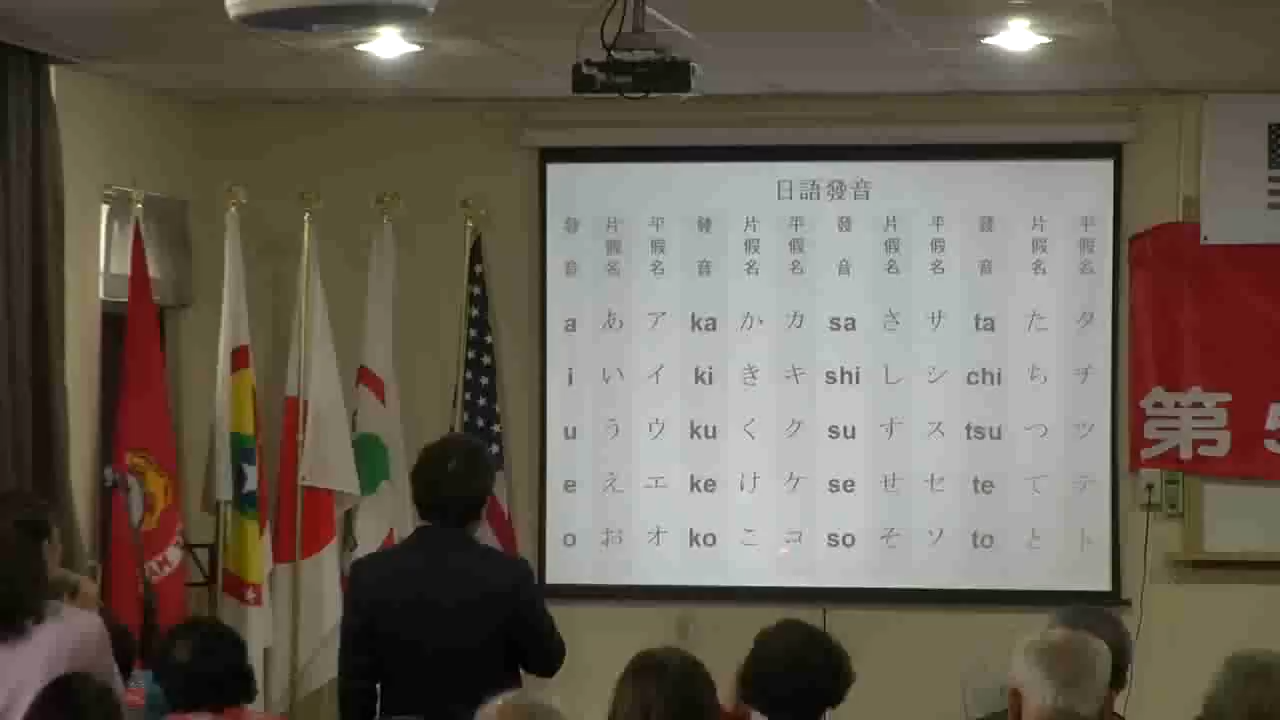 日語發音
發音 片假名 平假名 發音 片假名 平假名 發音 片假名 平假名 發音 片假名 平假名
a あ ア ka か カ sa さ サ ta た タ
i い イ ki き キ shi し シ chi ち チ
u う ウ ku く ク su す ス tsu つ ツ
e え エ ke け ケ se せ セ te て テ
o お オ ko こ コ so そ ソ to と ト
第 5